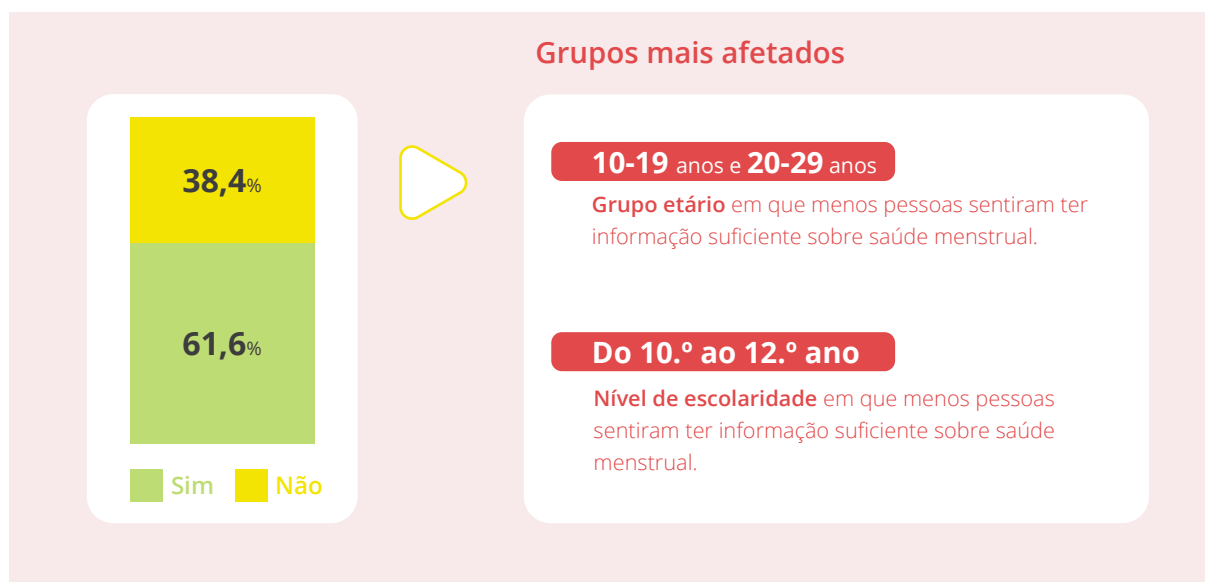 Grupos mais afetados
38,4%
61,6%
Sim Não
10-19 anos e 20-29 anos
Grupo etário em que menos pessoas sentiram ter
informação suficiente sobre saúde menstrual.
Do 10.º ao 12.º ano
Nível de escolaridade em que menos pessoas
sentiram ter informação suficiente sobre saúde
menstrual.